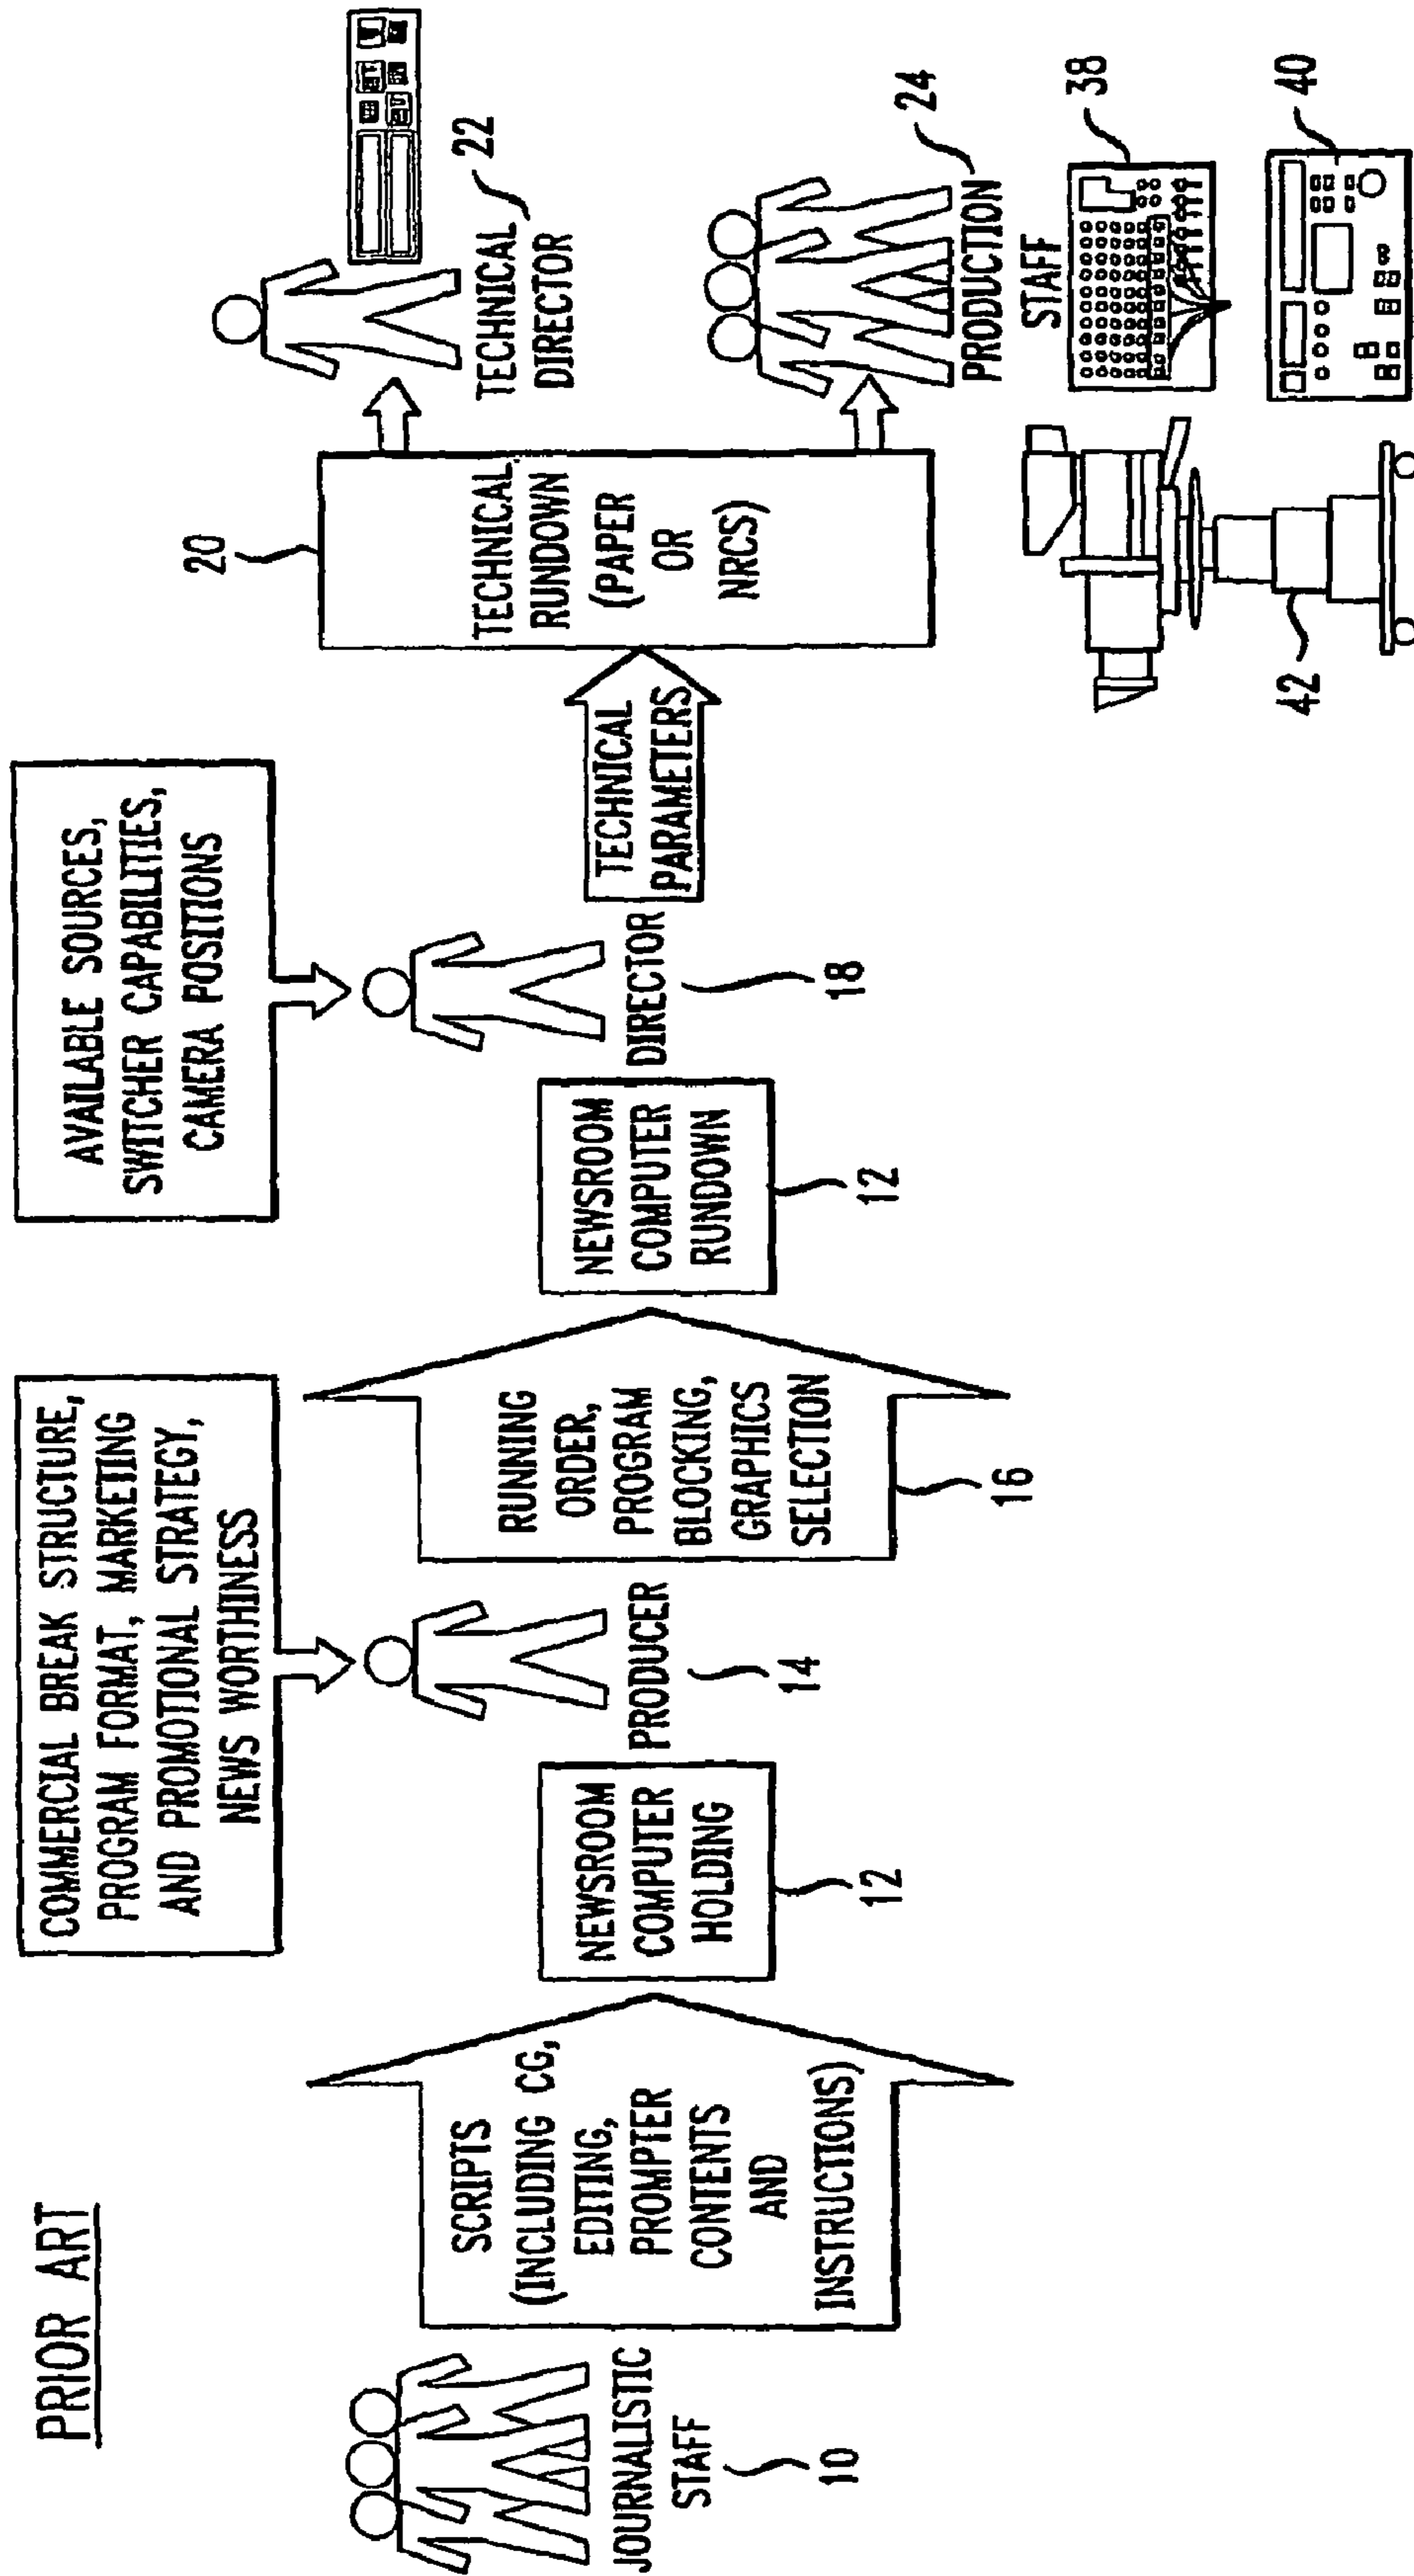 PRIOR ART
COMMERCIAL BREAK STRUCTURE,
PROGRAM FORMAT, MARKETING
AND PROMOTIONAL STRATEGY,
NEWS WORTHINESS
AVAILABLE SOURCES,
SWITCHER CAPABILITIES,
CAMERA POSITIONS
JOURNALISTIC
STAFF
10
SCRIPTS
(INCLUDING CG,
EDITING,
PROMPTER
CONTENTS
AND
INSTRUCTIONS)
NEWSROOM
COMPUTER
HOLDING
12
PRODUCER
14
RUNNING
ORDER,
PROGRAM
BLOCKING,
GRAPHICS
SELECTION
16
NEWSROOM
COMPUTER
RUNDOWN
12
DIRECTOR
18
TECHNICAL
PARAMETERS
20
TECHNICAL
RUNDOWN
(PAPER
OR
NRCS)
TECHNICAL
DIRECTOR
22
PRODUCTION
STAFF
24
38
40
42